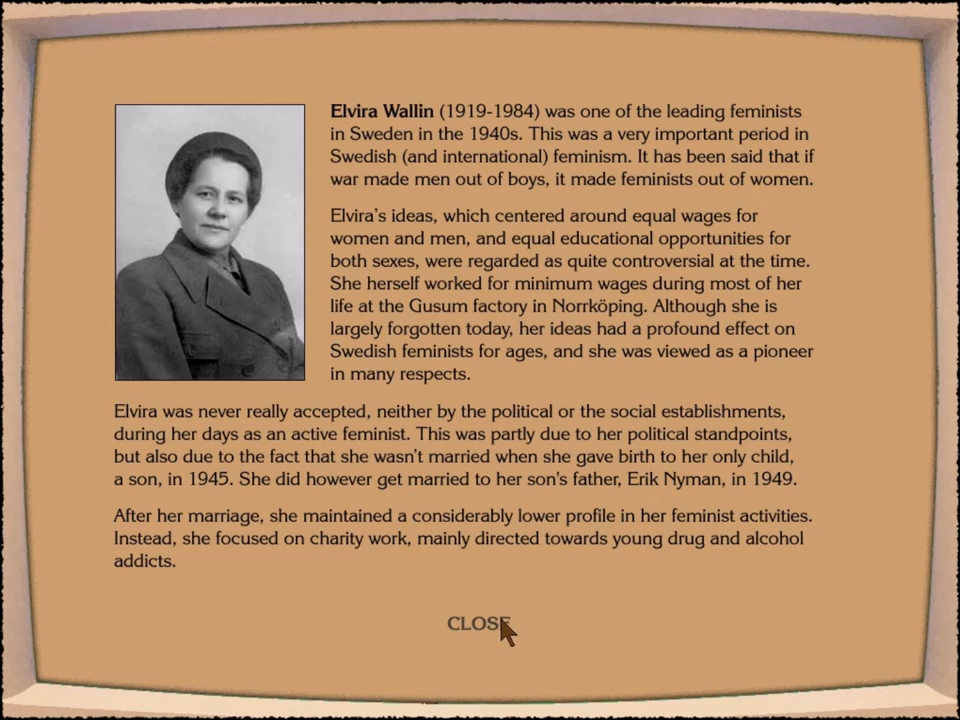 Elvira Wallin (1919-1984) was one of the leading feminists
in Sweden in the 1940s. This was a very important period in
Swedish (and international) feminism. It has been said that if
war made men out of boys, it made feminists out of women.
Elvira's ideas, which centered around equal wages for
women and men, and equal educational opportunities for
both sexes, were regarded as quite controversial at the time.
She herself worked for minimum wages during most of her
life at the Gusum factory in Norrköping. Although she is
largely forgotten today, her ideas had a profound effect on
Swedish feminists for ages, and she was viewed as a pioneer
in many respects.
Elvira was never really accepted, neither by the political or the social establishments,
during her days as an active feminist. This was partly due to her political standpoints,
but also due to the fact that she wasn't married when she gave birth to her only child,
a son, in 1945. She did however get married to her son's father, Erik Nyman, in 1949.
After her marriage, she maintained a considerably lower profile in her feminist activities.
Instead, she focused on charity work, mainly directed towards young drug and alcohol
addicts.
CLOSE